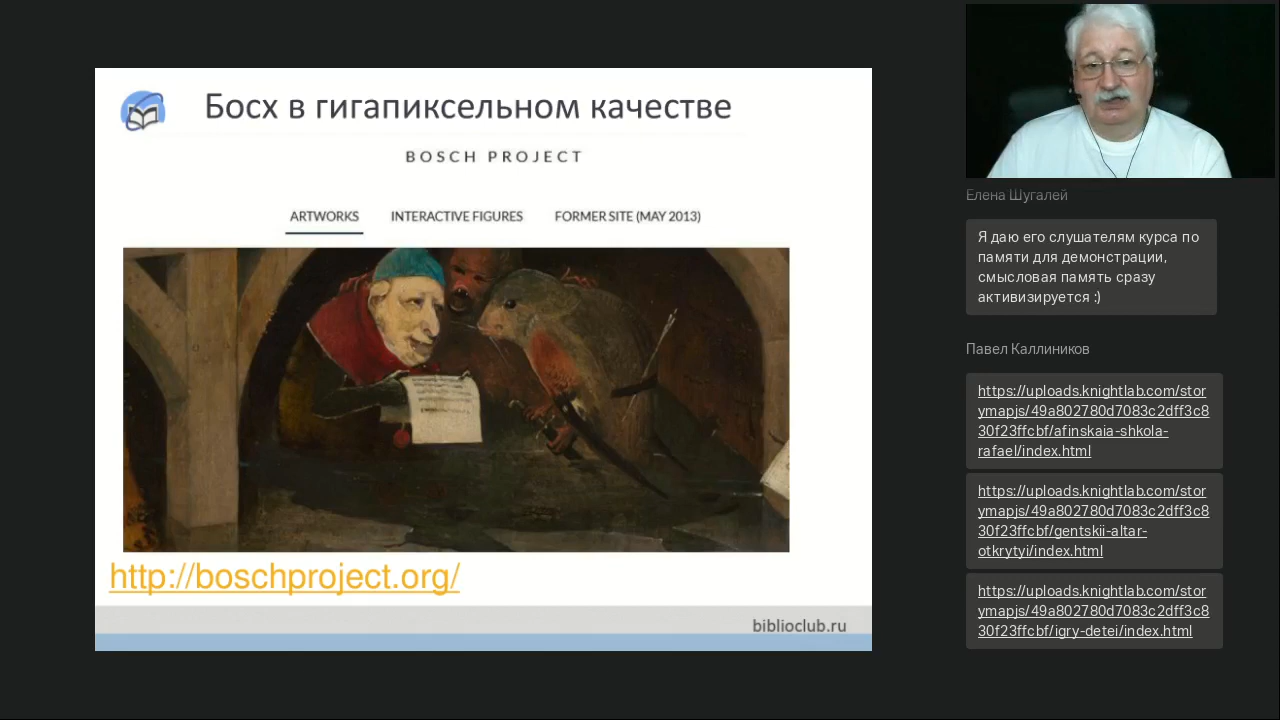 Босх в гигапиксельном качестве
BOSCH PROJECT
ARTWORKS INTERACTIVE FIGURES FORMER SITE (MAY 2013)
http://boschproject.org/
biblioclub.ru
Елена Шугалей
Я даю его слушателям курса по
памяти для демонстрации,
смысловая память сразу
активизируется :)
Павел Каллиников
https://uploads.knightlab.com/stor
ymapjs/49a802780d7083c2dff3c8
30f23ffcbf/afinskaia-shkola-
rafael/index.html
https://uploads.knightlab.com/stor
ymapjs/49a802780d7083c2dff3c8
30f23ffcbf/gentskii-altar-
otkrytyi/index.html
https://uploads.knightlab.com/stor
ymapjs/49a802780d7083c2dff3c8
30f23ffcbf/igry-detei/index.html